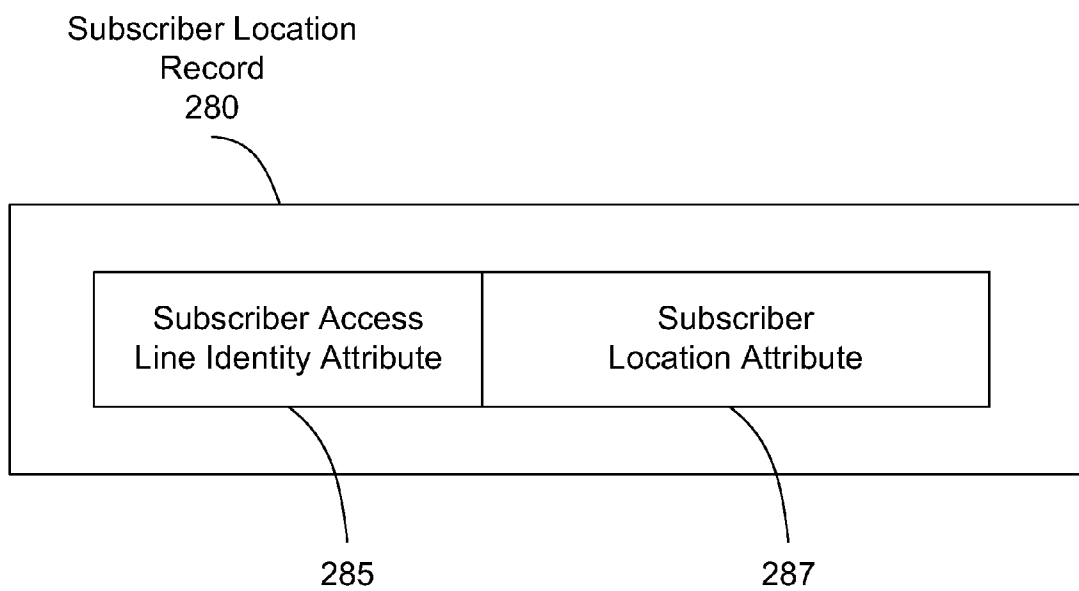 Subscriber Location
Record
280
Subscriber Access
Line Identity Attribute
Subscriber
Location Attribute
285
287